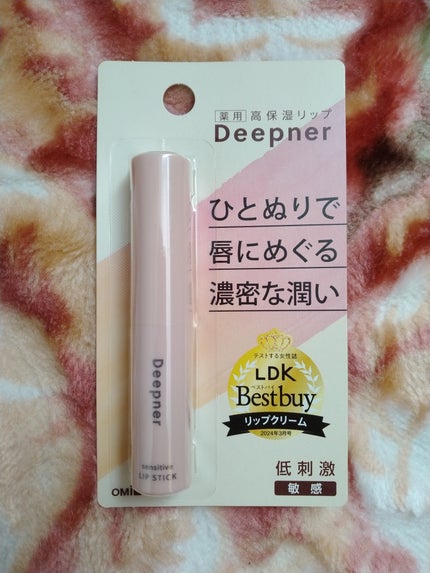 薬用 高保湿リップ
Deepner
ひとぬりで
唇にめぐる
濃密な潤い
テストする女性誌
LDK
ベストバイ
Bestbuy
リップクリーム
2024年3月号
低刺激
敏感
Deepner
sensitive
LIP STICK